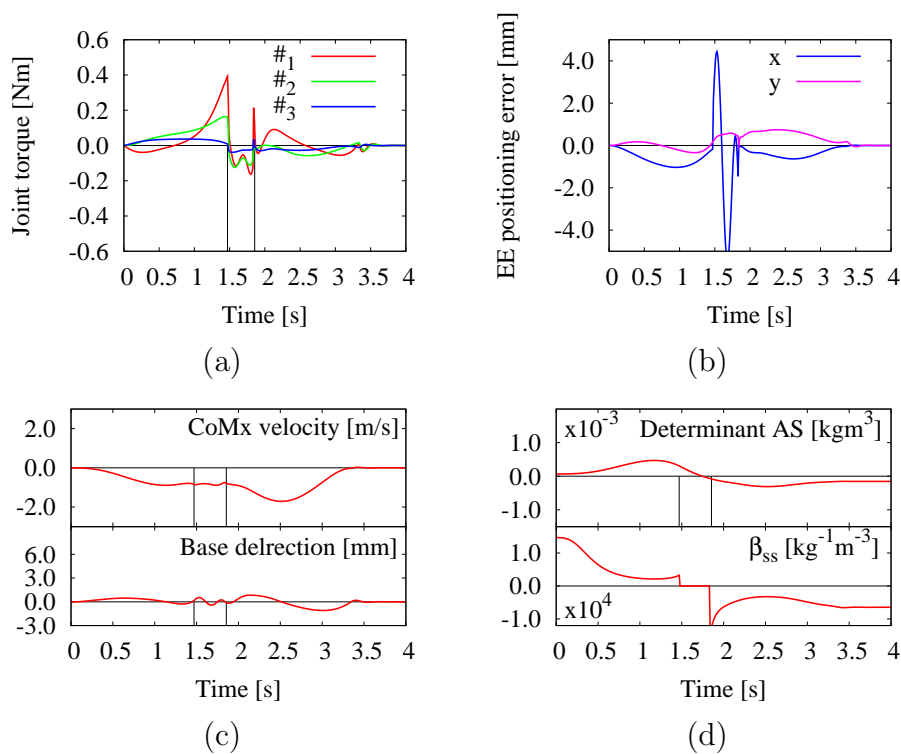 0.6
0.4
0.2
0
-0.2
-0.4
-0.6
Joint torque [Nm]
#1
#2
#3
0 0.5 1 1.5 2 2.5 3 3.5 4
Time [s]
(a)
4.0
2.0
0
-2.0
-4.0
EE positioning error [mm]
x
y
0 0.5 1 1.5 2 2.5 3 3.5 4
Time [s]
(b)
CoMx velocity [m/s]
2.0
0.0
-2.0
Base delrection [mm]
6.0
3.0
0.0
-3.0
0 0.5 1 1.5 2 2.5 3 3.5 4
Time [s]
(c)
x10-3 Determinant AS [kgm3]
1.0
0.0
-1.0
βss [kg-1m-3]
1.0
0.0
-1.0
x104
0 0.5 1 1.5 2 2.5 3 3.5 4
Time [s]
(d)